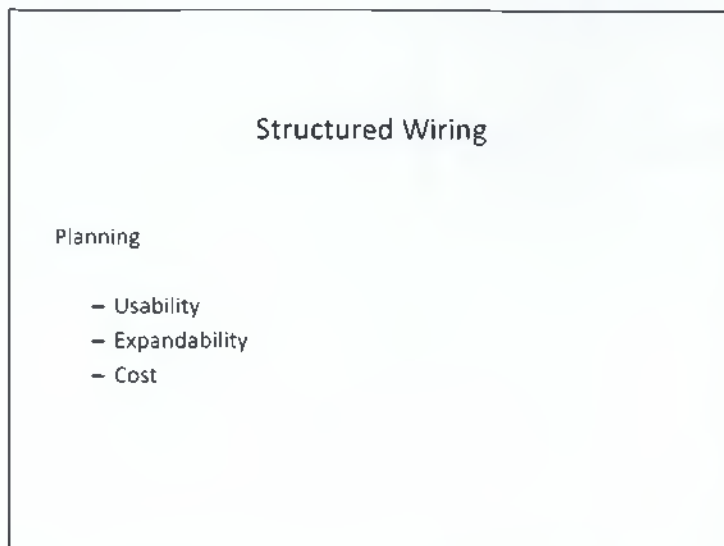 Structured Wiring
Planning
– Usability
– Expandability
– Cost